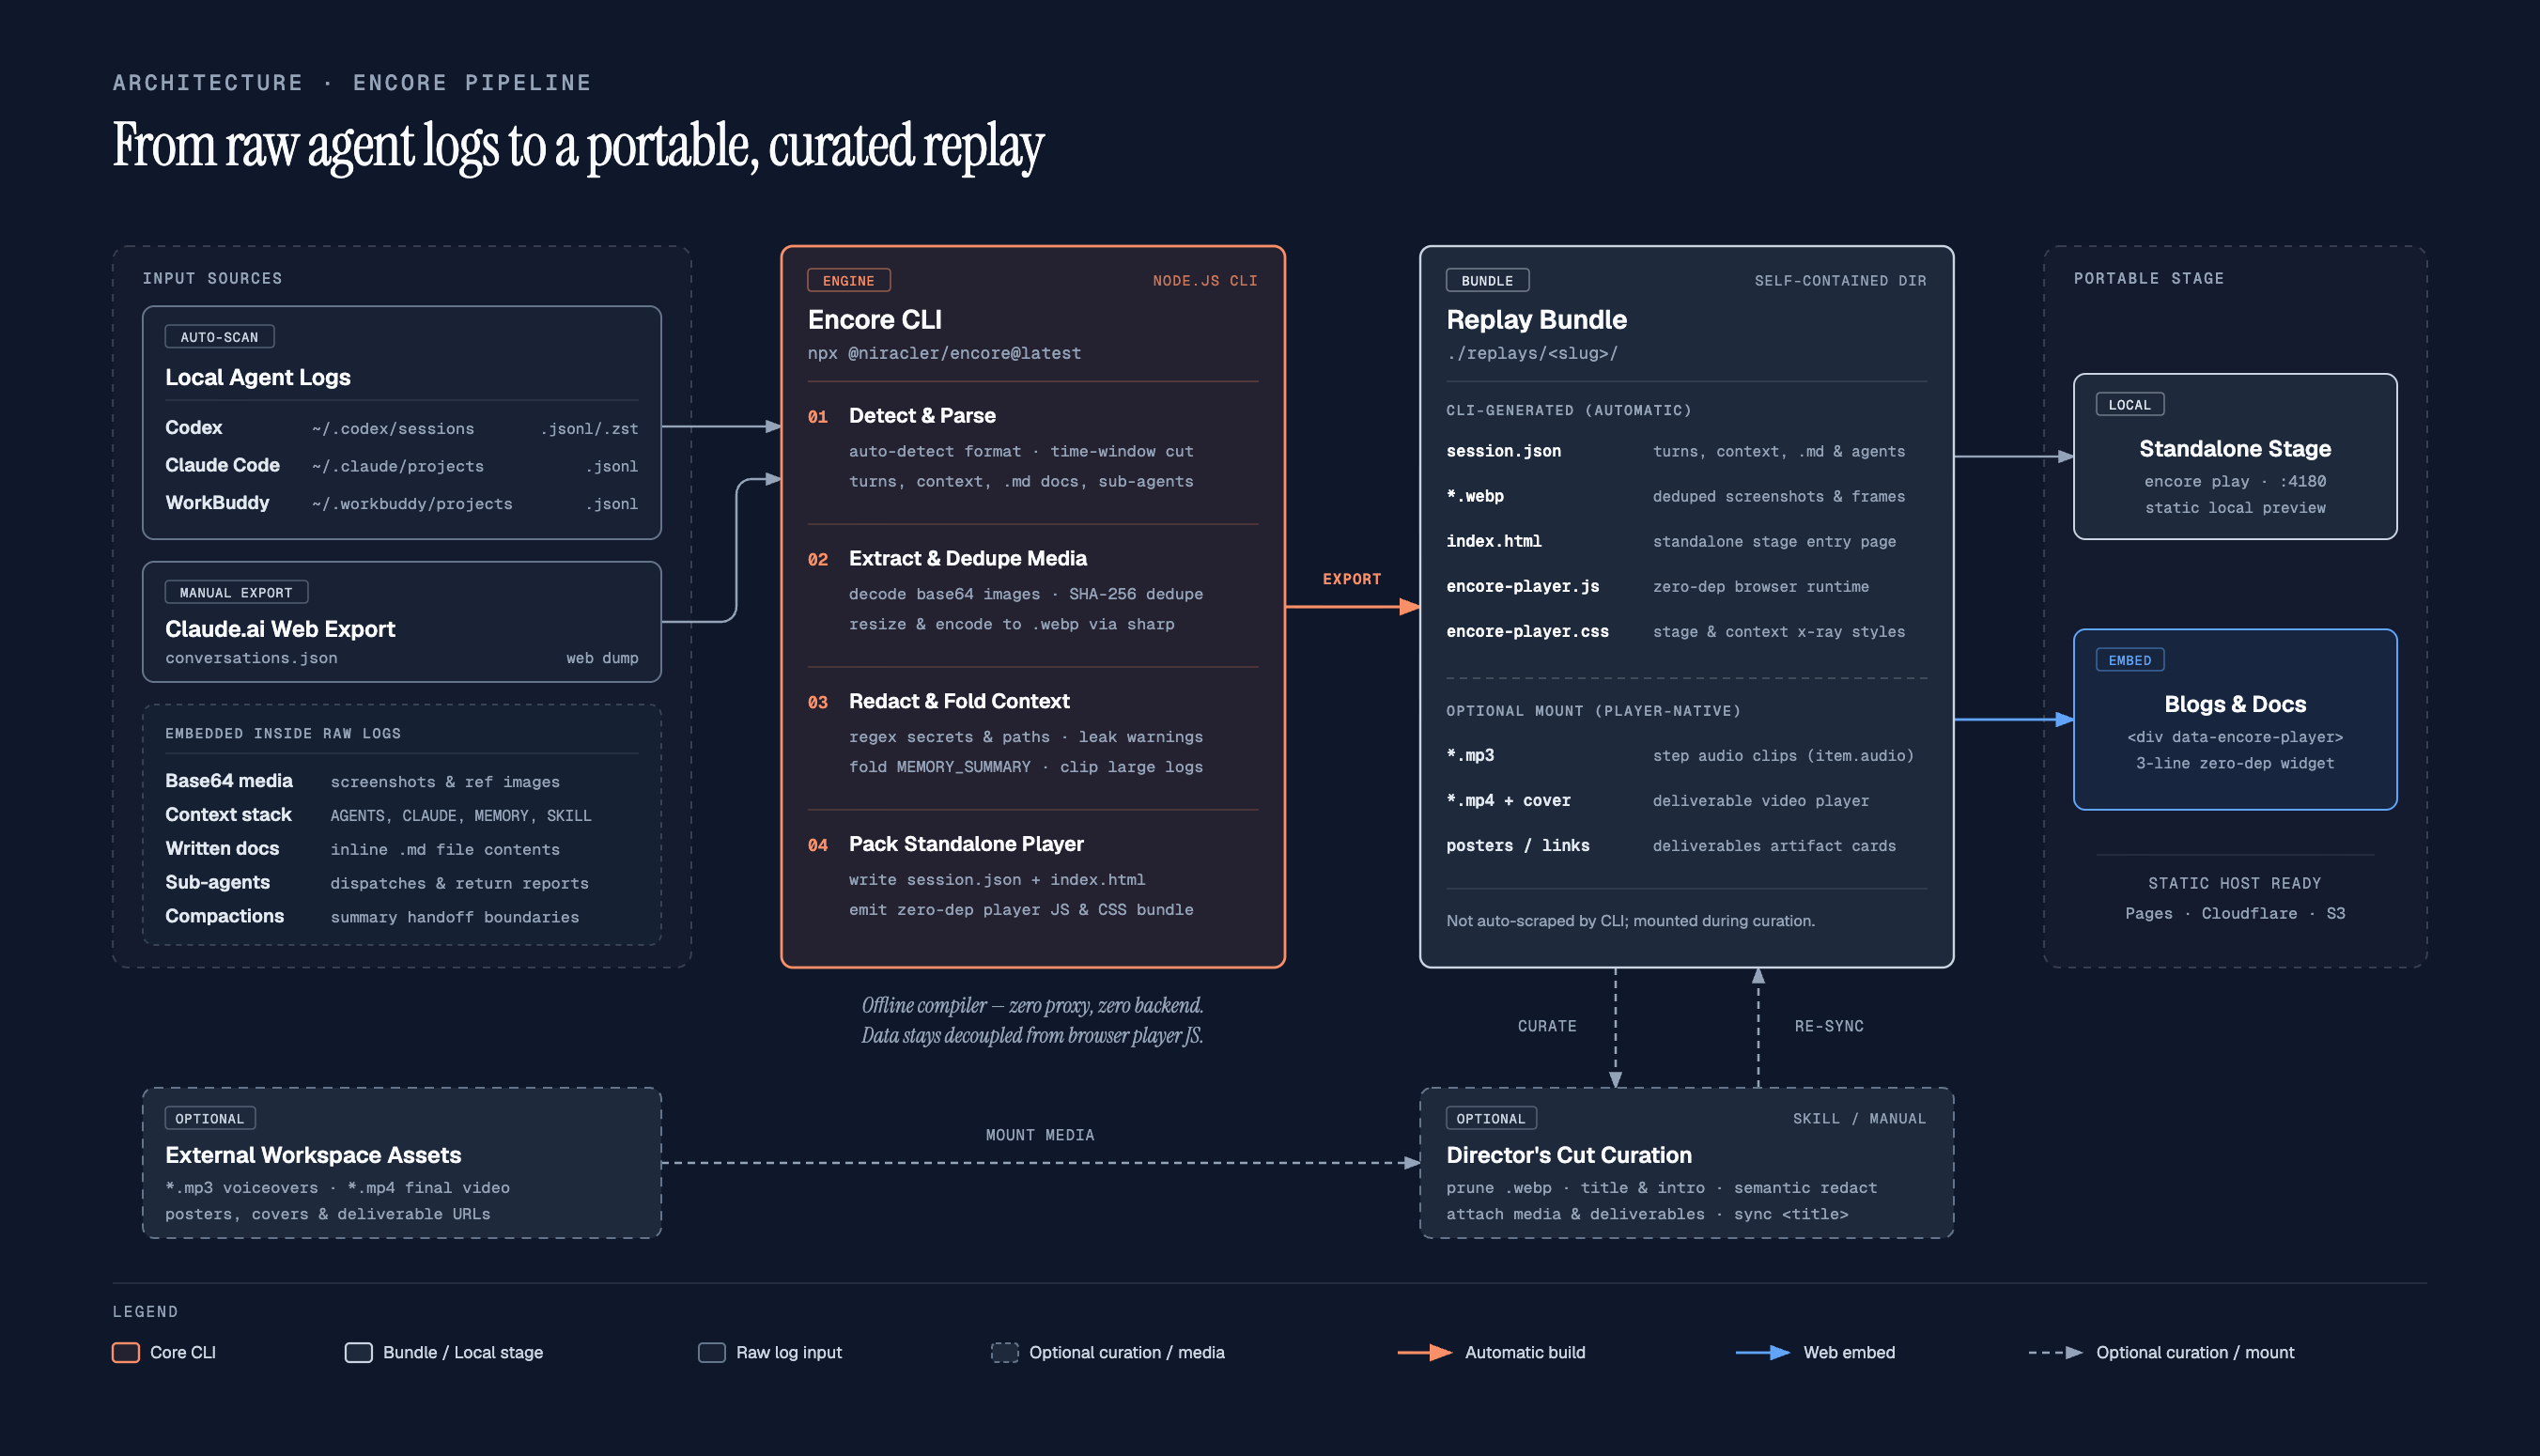 ARCHITECTURE · ENCORE PIPELINE
From raw agent logs to a portable, curated replay
INPUT SOURCES
AUTO-SCAN
Local Agent Logs
Codex ~/.codex/sessions .jsonl/.zst
Claude Code ~/.claude/projects .jsonl
WorkBuddy ~/.workbuddy/projects .jsonl
MANUAL EXPORT
Claude.ai Web Export
conversations.json web dump
EMBEDDED INSIDE RAW LOGS
Base64 media screenshots & ref images
Context stack AGENTS, CLAUDE, MEMORY, SKILL
Written docs inline .md file contents
Sub-agents dispatches & return reports
Compactions summary handoff boundaries
ENGINE NODE.JS CLI
Encore CLI
npx @niracler/encore@latest
01 Detect & Parse
auto-detect format · time-window cut
turns, context, .md docs, sub-agents
02 Extract & Dedupe Media
decode base64 images · SHA-256 dedupe
resize & encode to .webp via sharp
03 Redact & Fold Context
regex secrets & paths · leak warnings
fold MEMORY_SUMMARY · clip large logs
04 Pack Standalone Player
write session.json + index.html
emit zero-dep player JS & CSS bundle
Offline compiler — zero proxy, zero backend.
Data stays decoupled from browser player JS.
EXPORT
BUNDLE SELF-CONTAINED DIR
Replay Bundle
./replays/<slug>/
CLI-GENERATED (AUTOMATIC)
session.json turns, context, .md & agents
*.webp deduped screenshots & frames
index.html standalone stage entry page
encore-player.js zero-dep browser runtime
encore-player.css stage & context x-ray styles
OPTIONAL MOUNT (PLAYER-NATIVE)
*.mp3 step audio clips (item.audio)
*.mp4 + cover deliverable video player
posters / links deliverables artifact cards
Not auto-scraped by CLI; mounted during curation.
PORTABLE STAGE
LOCAL
Standalone Stage
encore play · :4180
static local preview
EMBED
Blogs & Docs
<div data-encore-player>
3-line zero-dep widget
STATIC HOST READY
Pages · Cloudflare · S3
CURATE
RE-SYNC
OPTIONAL
External Workspace Assets
*.mp3 voiceovers · *.mp4 final video
posters, covers & deliverable URLs
MOUNT MEDIA
OPTIONAL SKILL / MANUAL
Director's Cut Curation
prune .webp · title & intro · semantic redact
attach media & deliverables · sync <title>
LEGEND
Core CLI
Bundle / Local stage
Raw log input
Optional curation / media
Automatic build
Web embed
Optional curation / mount